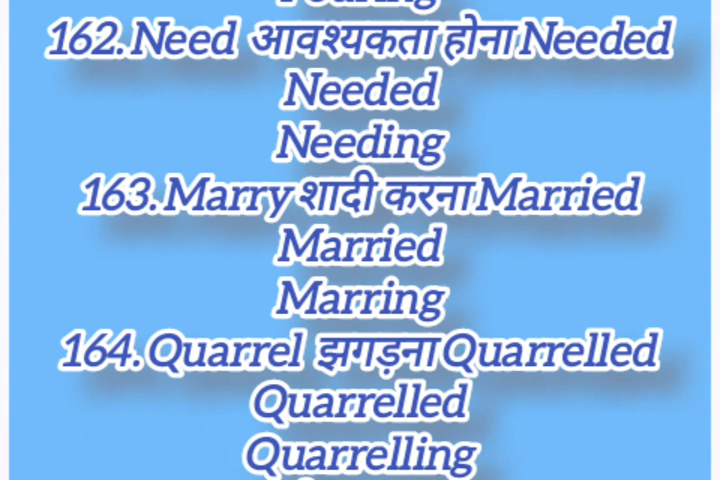 162. Need आवश्यकता होना Needed
Needed
Needing
163. Marry शादी करना Married
Married
Marring
164. Quarrel झगड़ना Quarrelled
Quarrelled
Quarrelling